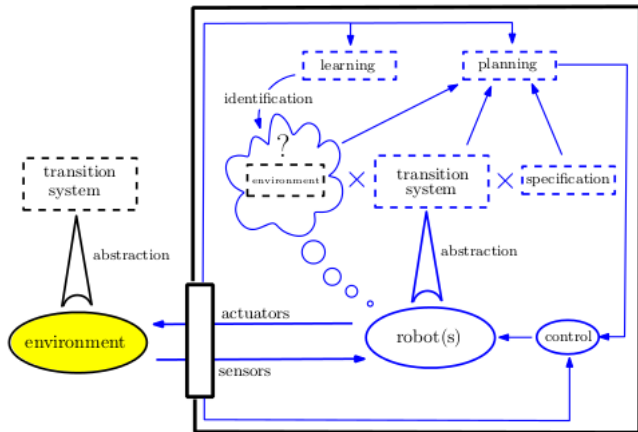 learning
planning
identification
?
environment
×
transition
system
×
specification
transition
system
abstraction
abstraction
actuators
environment
robot(s)
control
sensors